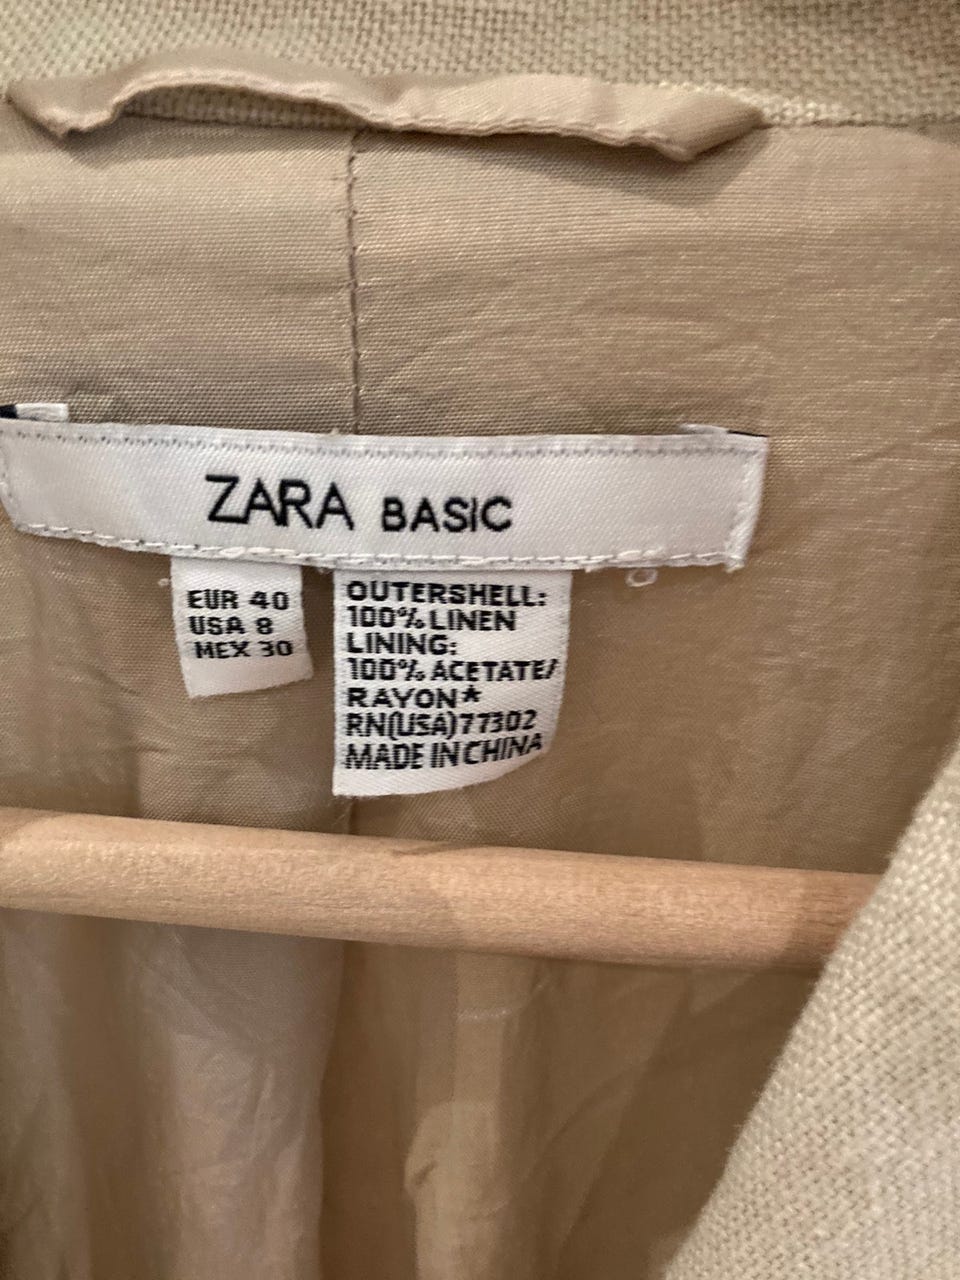 ZARA BASIC
EUR 40
USA 8
MEX 30
OUTERSHELL:
100% LINEN
LINING:
100% ACETATE/
RAYON*
RN(USA)77302
MADE IN CHINA